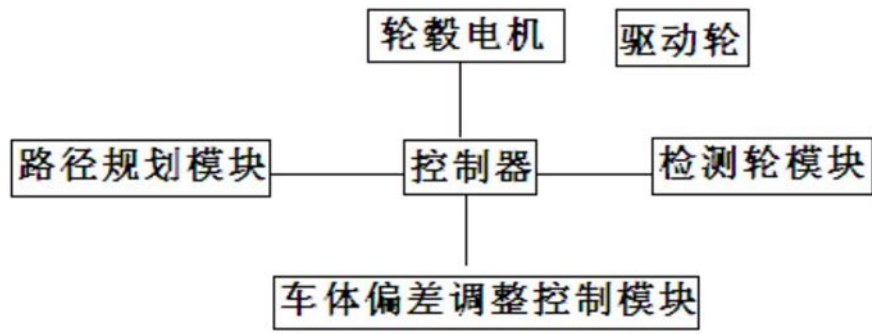 轮毂电机
驱动轮
路径规划模块
控制器
检测轮模块
车体偏差调整控制模块